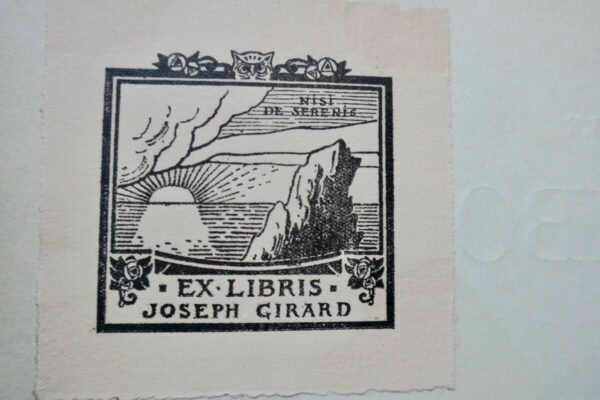 NISI
DE SERENIS
EX·LIBRIS
JOSEPH GIRARD